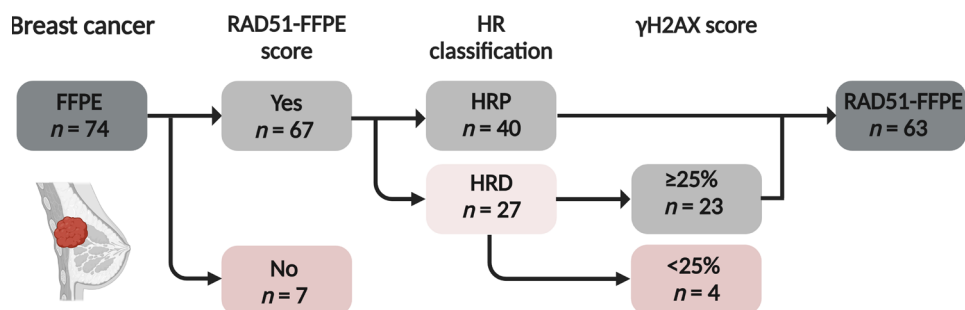 Breast cancer
RAD51-FFPE
score
HR
classification
γH2AX score
FFPE
n = 74
Yes
n = 67
HRP
n = 40
RAD51-FFPE
n = 63
HRD
n = 27
≥25%
n = 23
No
n = 7
<25%
n = 4